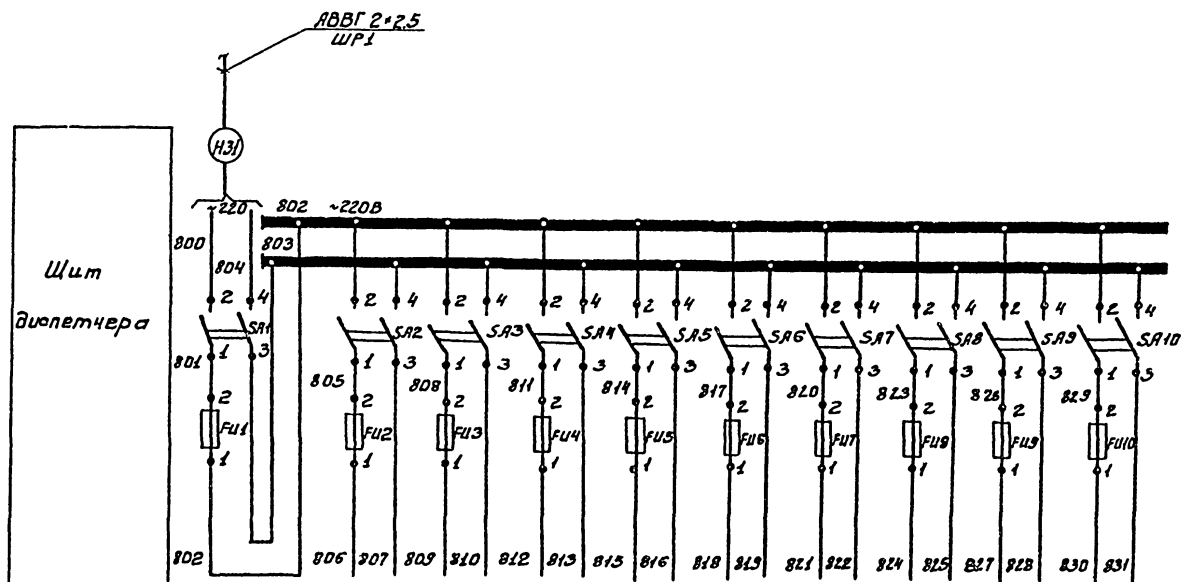 АВВГ 2*2,5
ШР1
НЗ1
~220
802 ~220В
800
803
804
Щит
диспетчера
2 4 2 4 2 4 2 4 2 4 2 4 2 4 2 4 2 4 2 4
SA1 SA2 SA3 SA4 SA5 SA6 SA7 SA8 SA9 SA10
801 1 3 1 3 1 3 1 3 1 3 1 3 1 3 1 3 1 3 1 3
805 808 811 814 817 820 823 826 829
2 2 2 2 2 2 2 2 2 2
FU1 FU2 FU3 FU4 FU5 FU6 FU7 FU8 FU9 FU10
1 1 1 1 1 1 1 1 1 1
802 806 807 809 810 812 813 815 816 818 819 821 822 824 825 827 828 830 831